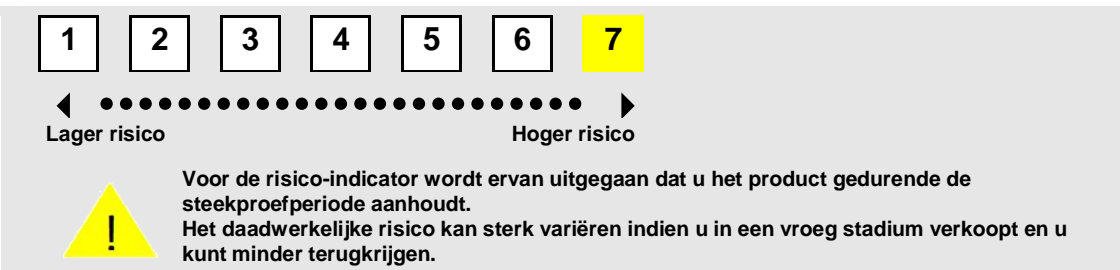 1 2 3 4 5 6 7
Lager risico Hoger risico
Voor de risico-indicator wordt ervan uitgegaan dat u het product gedurende de
steekproefperiode aanhoudt.
!
Het daadwerkelijke risico kan sterk variëren indien u in een vroeg stadium verkoopt en u
kunt minder terugkrijgen.